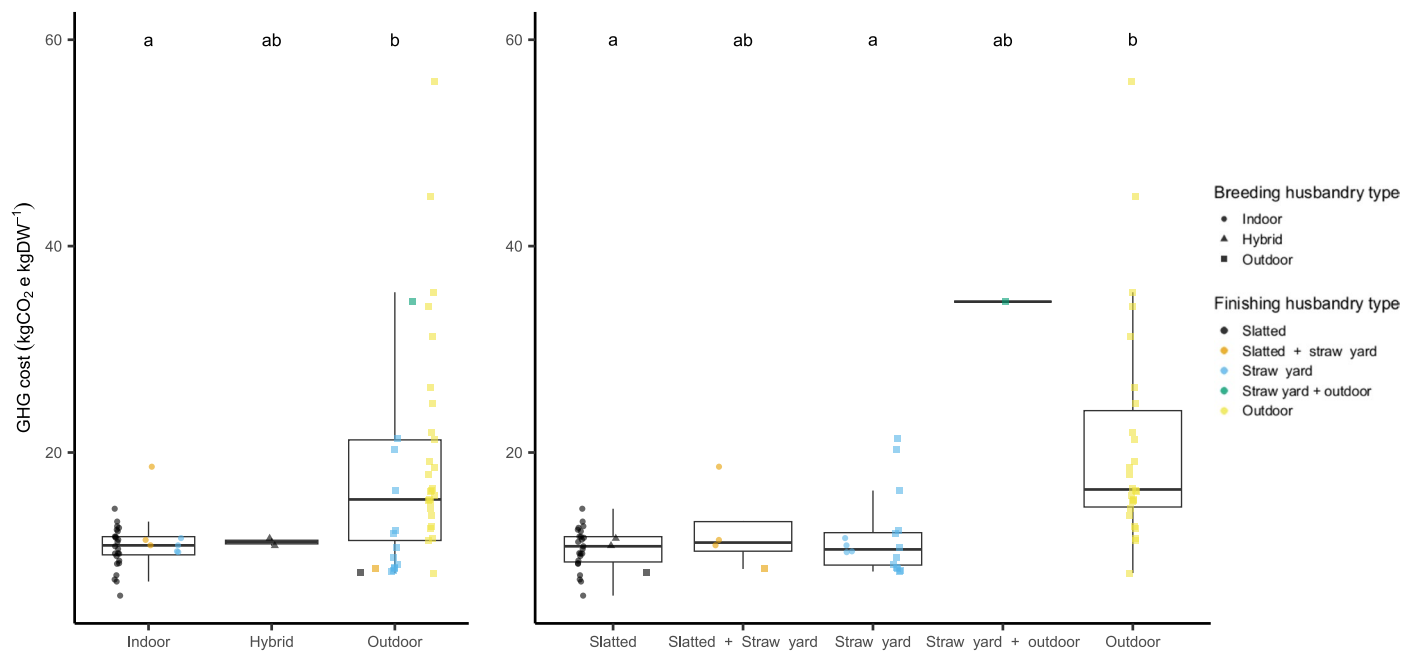 GHG cost (kgCO₂ e kgDW⁻¹)
60
40
20
a ab b
Indoor Hybrid Outdoor
60
40
20
a ab a ab b
Slatted Slatted + Straw yard Straw yard Straw yard + outdoor Outdoor
Breeding husbandry type
Indoor
Hybrid
Outdoor
Finishing husbandry type
Slatted
Slatted + straw yard
Straw yard
Straw yard + outdoor
Outdoor